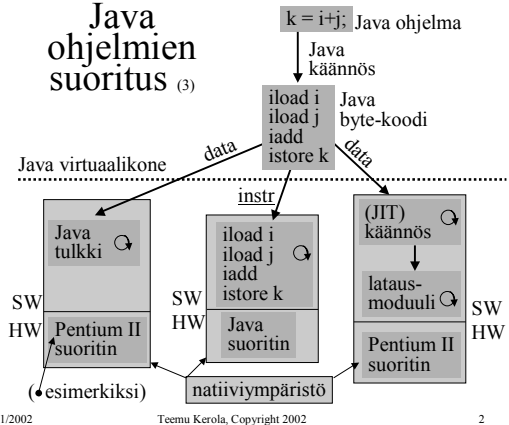 Java
ohjelmien
suoritus (3)
k = i+j;
Java ohjelma
Java
käännös
iload i
iload j
iadd
istore k
Java
byte-koodi
data
data
Java virtuaalikone
instr
Java
tulkki
SW
HW
Pentium II
suoritin
iload i
iload j
iadd
istore k
SW
HW
Java
suoritin
(JIT)
käännös
lataus-
moduuli
SW
HW
Pentium II
suoritin
( esimerkiksi)
natiiviympäristö
1/2002
Teemu Kerola, Copyright 2002
2